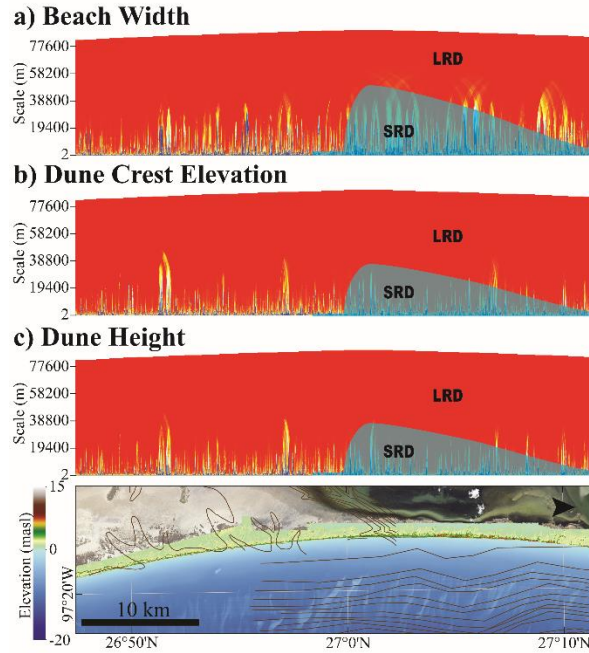 a) Beach Width
Scale (m)
77600
58200
38800
19400
2
LRD
SRD
b) Dune Crest Elevation
Scale (m)
77600
58200
38800
19400
2
LRD
SRD
c) Dune Height
Scale (m)
77600
58200
38800
19400
2
LRD
SRD
Elevation (masl)
15
0
-20
97°20'W
10 km
26°50'N
27°0'N
27°10'N